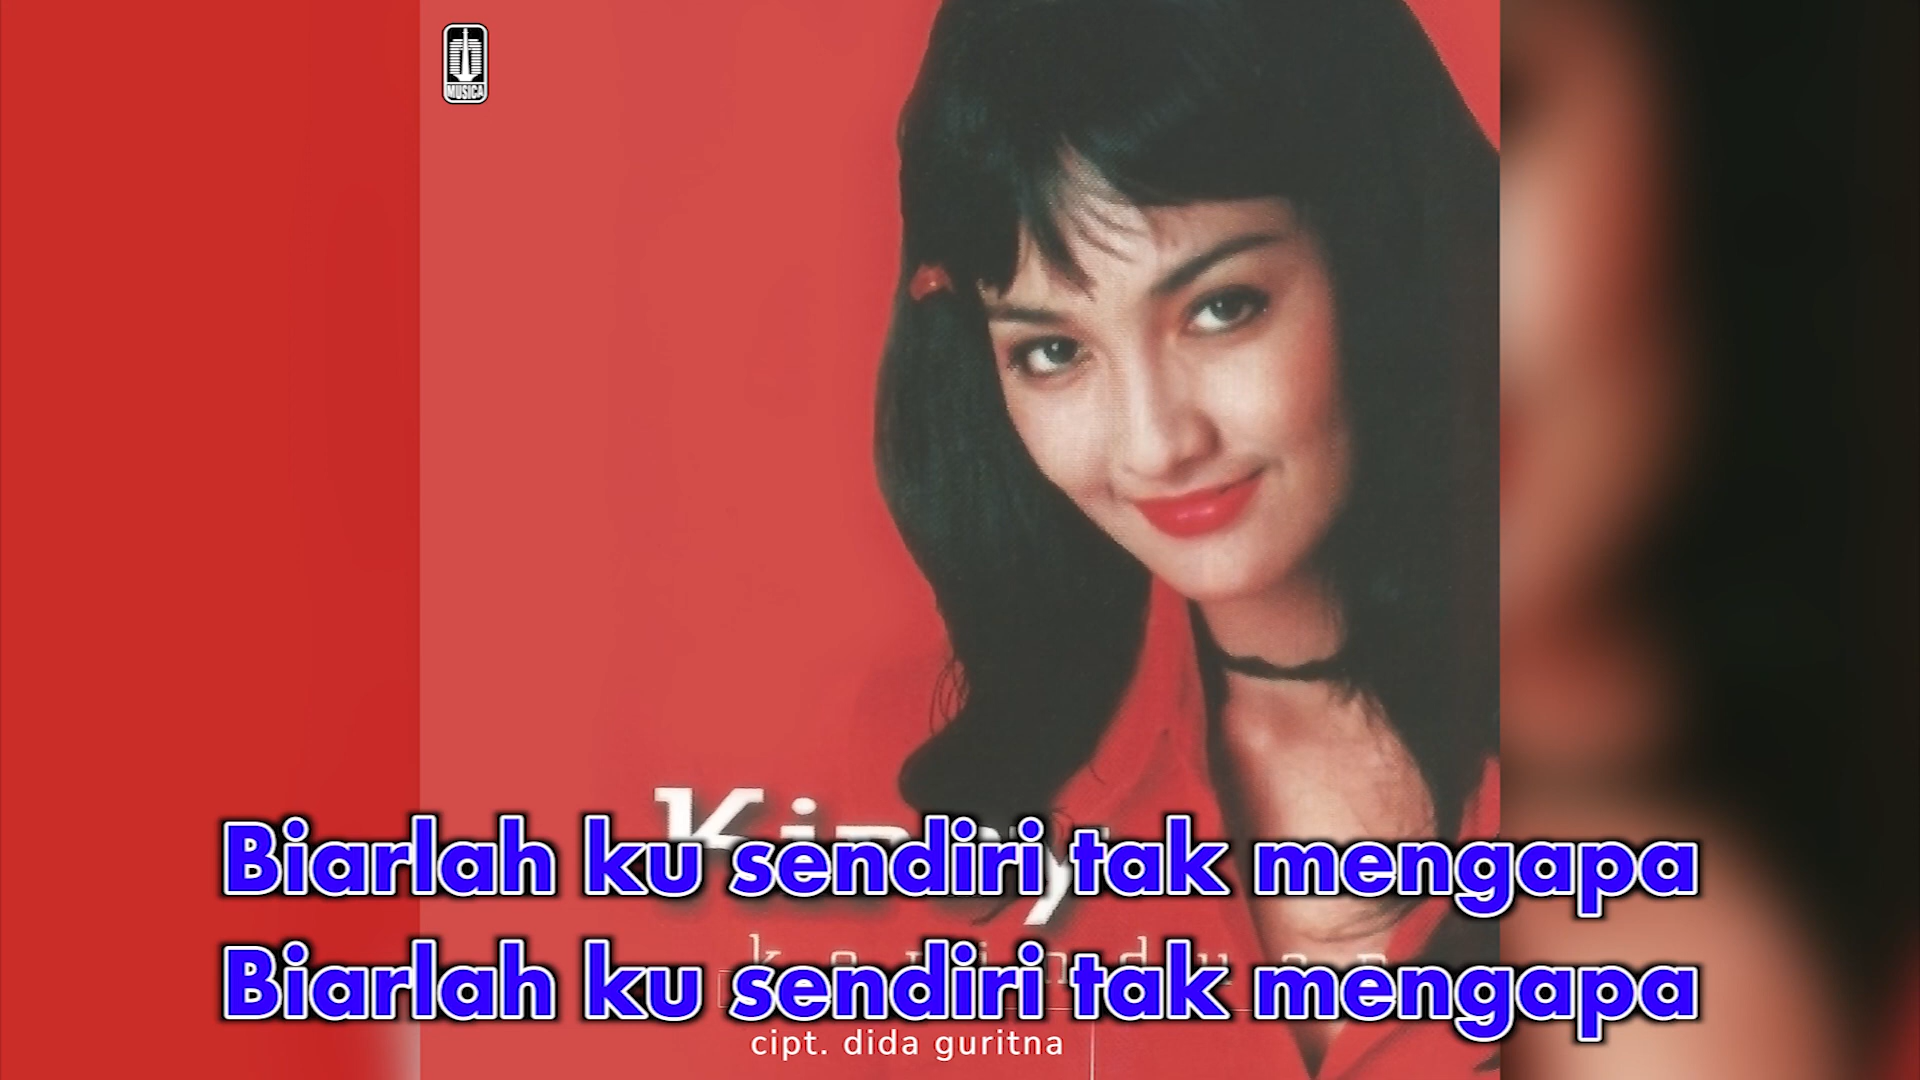 MUSICA
Biarlah ku sendiri tak mengapa
Biarlah ku sendiri tak mengapa
cipt. dida guritna